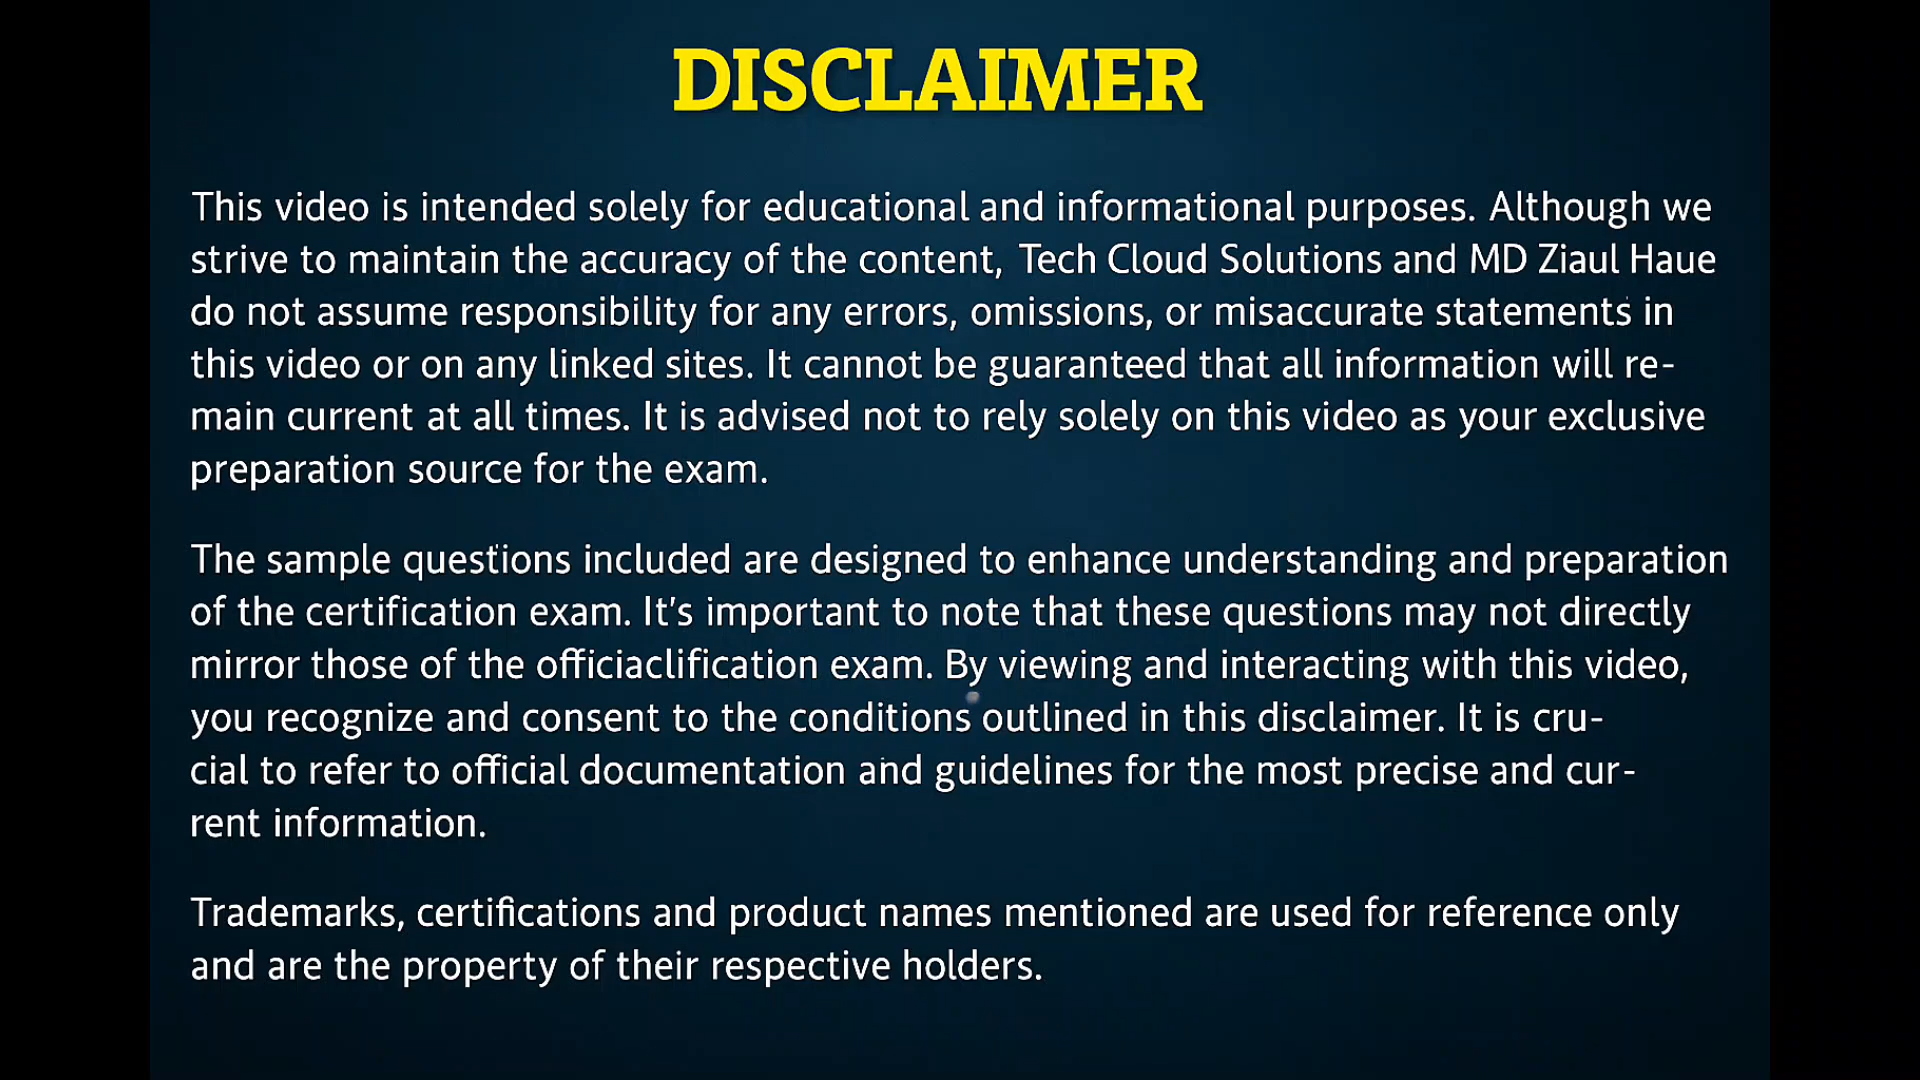 DISCLAIMER
This video is intended solely for educational and informational purposes. Although we
strive to maintain the accuracy of the content, Tech Cloud Solutions and MD Ziaul Haue
do not assume responsibility for any errors, omissions, or misaccurate statements in
this video or on any linked sites. It cannot be guaranteed that all information will re-
main current at all times. It is advised not to rely solely on this video as your exclusive
preparation source for the exam.
The sample questions included are designed to enhance understanding and preparation
of the certification exam. It’s important to note that these questions may not directly
mirror those of the officiaclification exam. By viewing and interacting with this video,
you recognize and consent to the conditions outlined in this disclaimer. It is cru-
cial to refer to official documentation and guidelines for the most precise and cur-
rent information.
Trademarks, certifications and product names mentioned are used for reference only
and are the property of their respective holders.